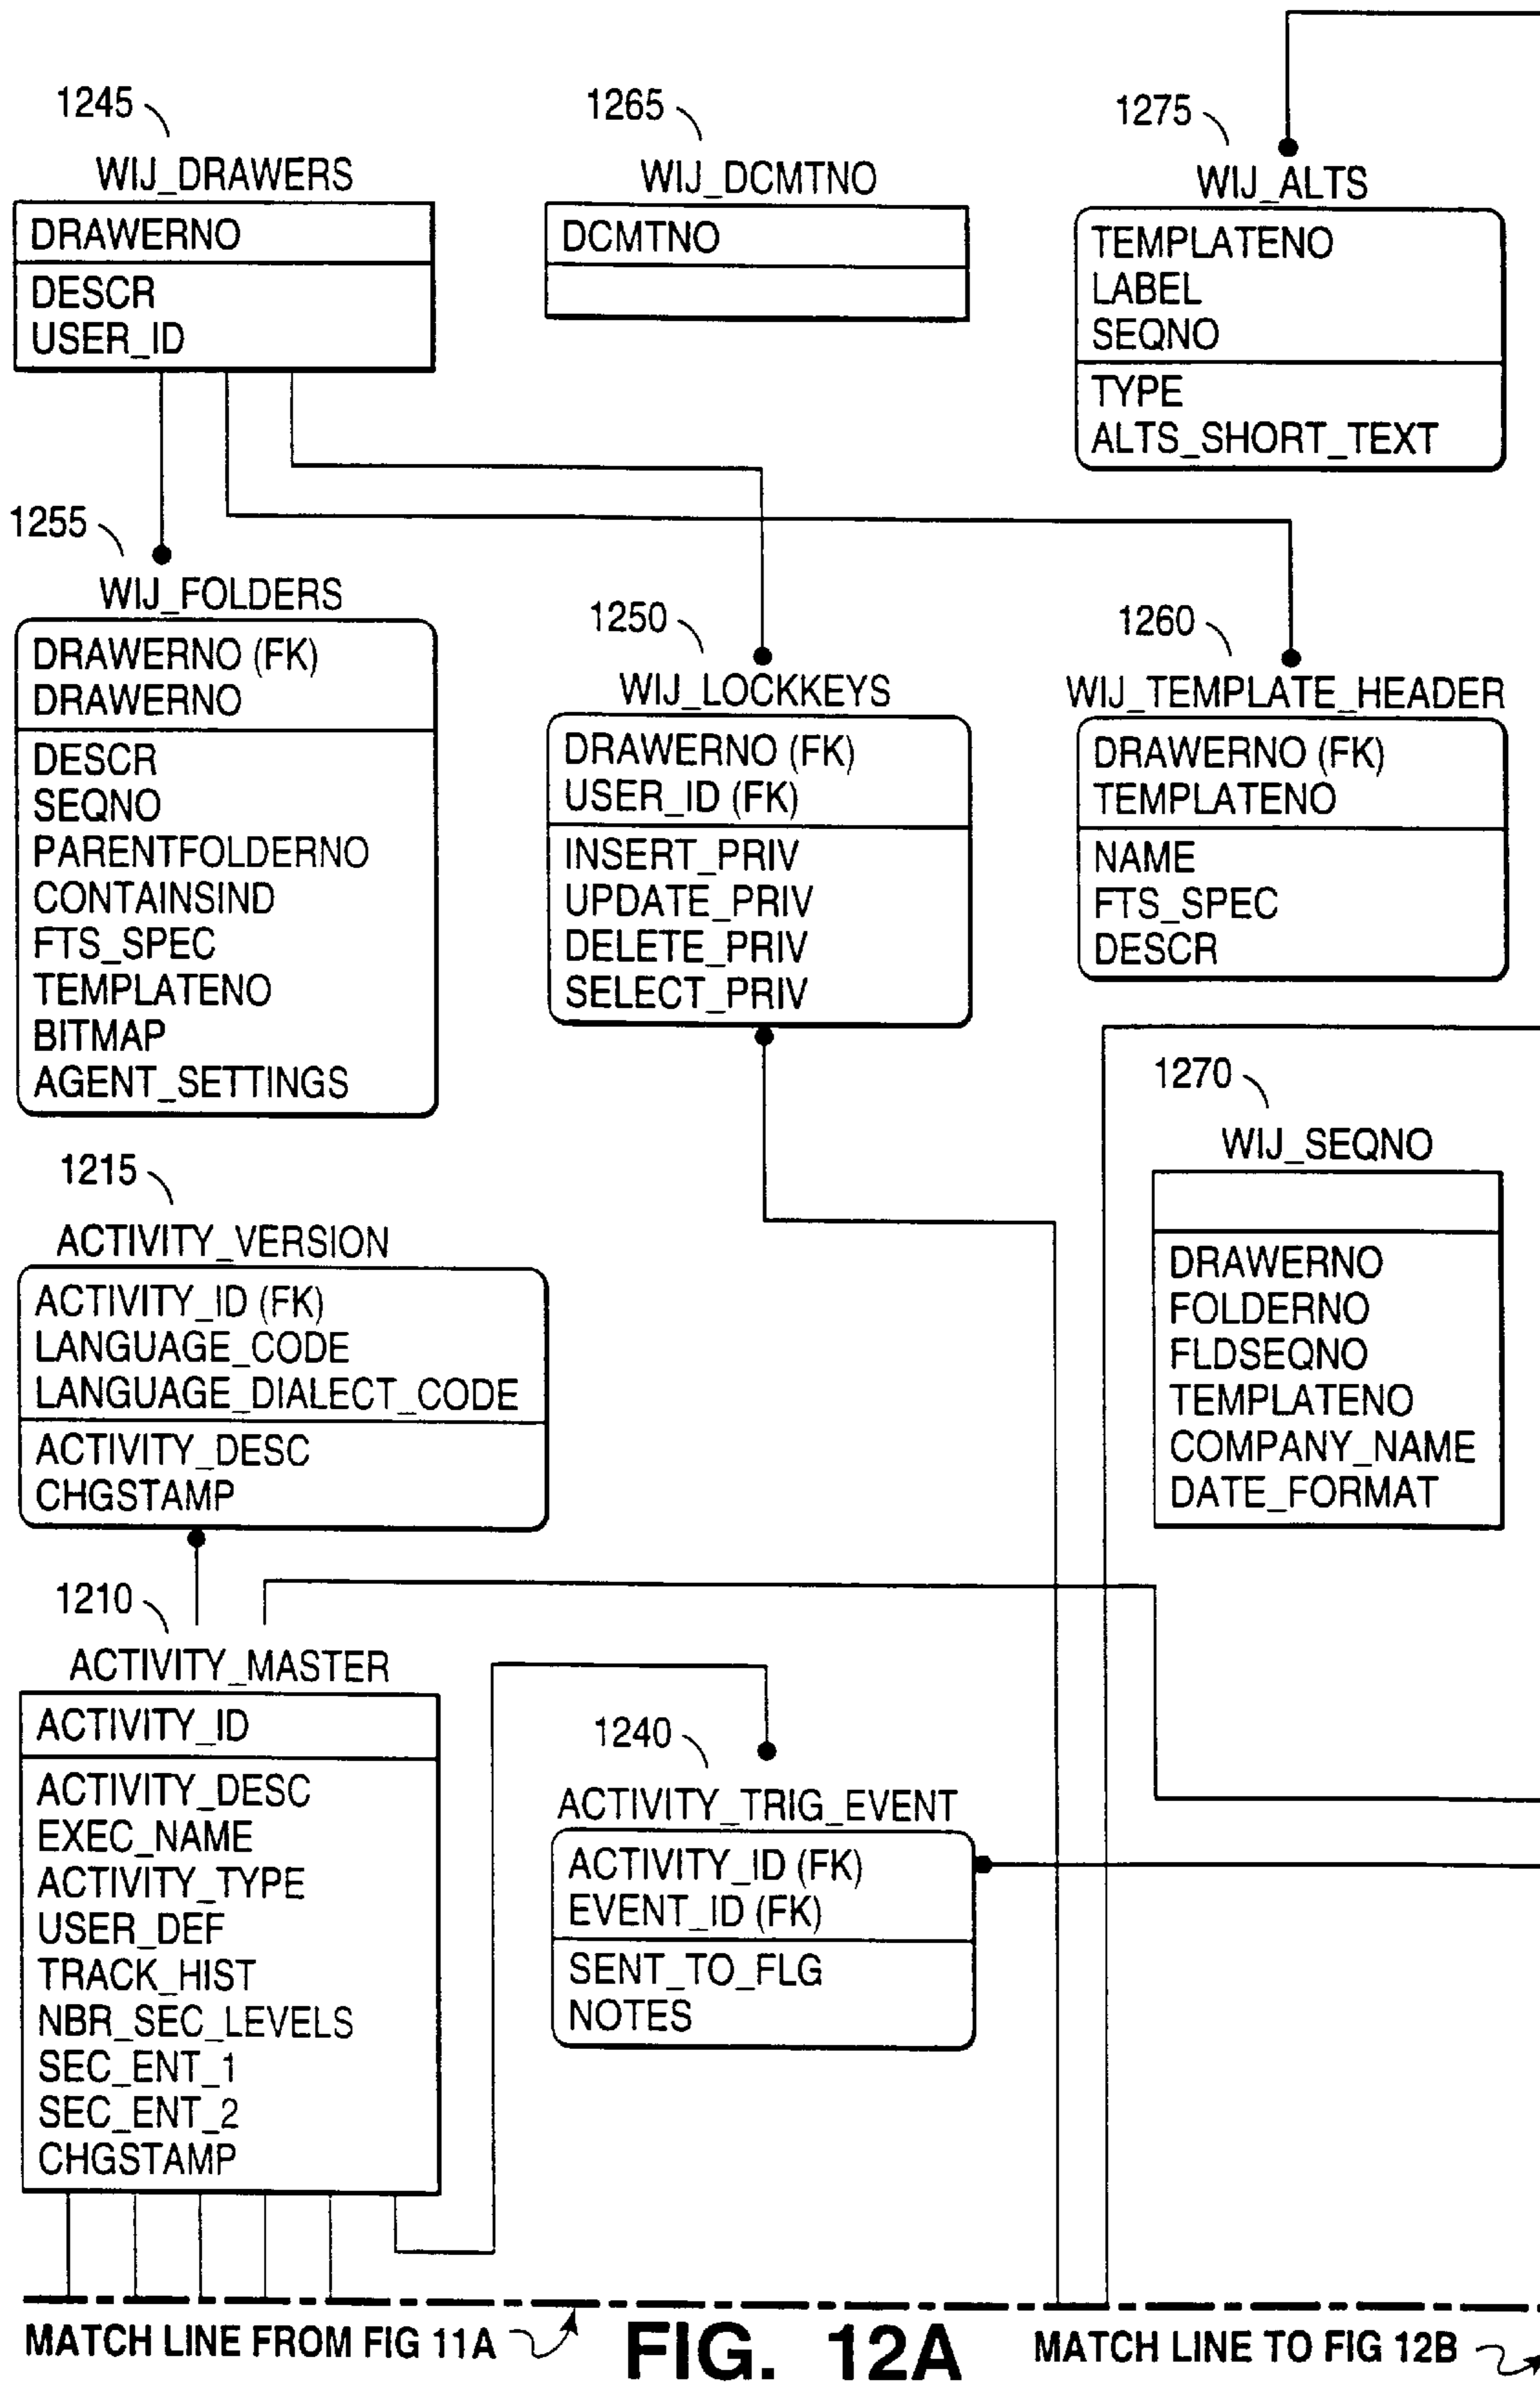 1245
WIJ_DRAWERS
DRAWERNO
DESCR
USER_ID
1265
WIJ_DCMTNO
DCMTNO
1275
WIJ_ALTS
TEMPLATENO
LABEL
SEQNO
TYPE
ALTS_SHORT_TEXT
1255
WIJ_FOLDERS
DRAWERNO (FK)
DRAWERNO
DESCR
SEQNO
PARENTFOLDERNO
CONTAINSIND
FTS_SPEC
TEMPLATENO
BITMAP
AGENT_SETTINGS
1250
WIJ_LOCKKEYS
DRAWERNO (FK)
USER_ID (FK)
INSERT_PRIV
UPDATE_PRIV
DELETE_PRIV
SELECT_PRIV
1260
WIJ_TEMPLATE_HEADER
DRAWERNO (FK)
TEMPLATENO
NAME
FTS_SPEC
DESCR
1270
WIJ_SEQNO
DRAWERNO
FOLDERNO
FLDSEQNO
TEMPLATENO
COMPANY_NAME
DATE_FORMAT
1215
ACTIVITY_VERSION
ACTIVITY_ID (FK)
LANGUAGE_CODE
LANGUAGE_DIALECT_CODE
ACTIVITY_DESC
CHGSTAMP
1210
ACTIVITY_MASTER
ACTIVITY_ID
ACTIVITY_DESC
EXEC_NAME
ACTIVITY_TYPE
USER_DEF
TRACK_HIST
NBR_SEC_LEVELS
SEC_ENT_1
SEC_ENT_2
CHGSTAMP
1240
ACTIVITY_TRIG_EVENT
ACTIVITY_ID (FK)
EVENT_ID (FK)
SENT_TO_FLG
NOTES
MATCH LINE FROM FIG 11A
FIG. 12A
MATCH LINE TO FIG 12B